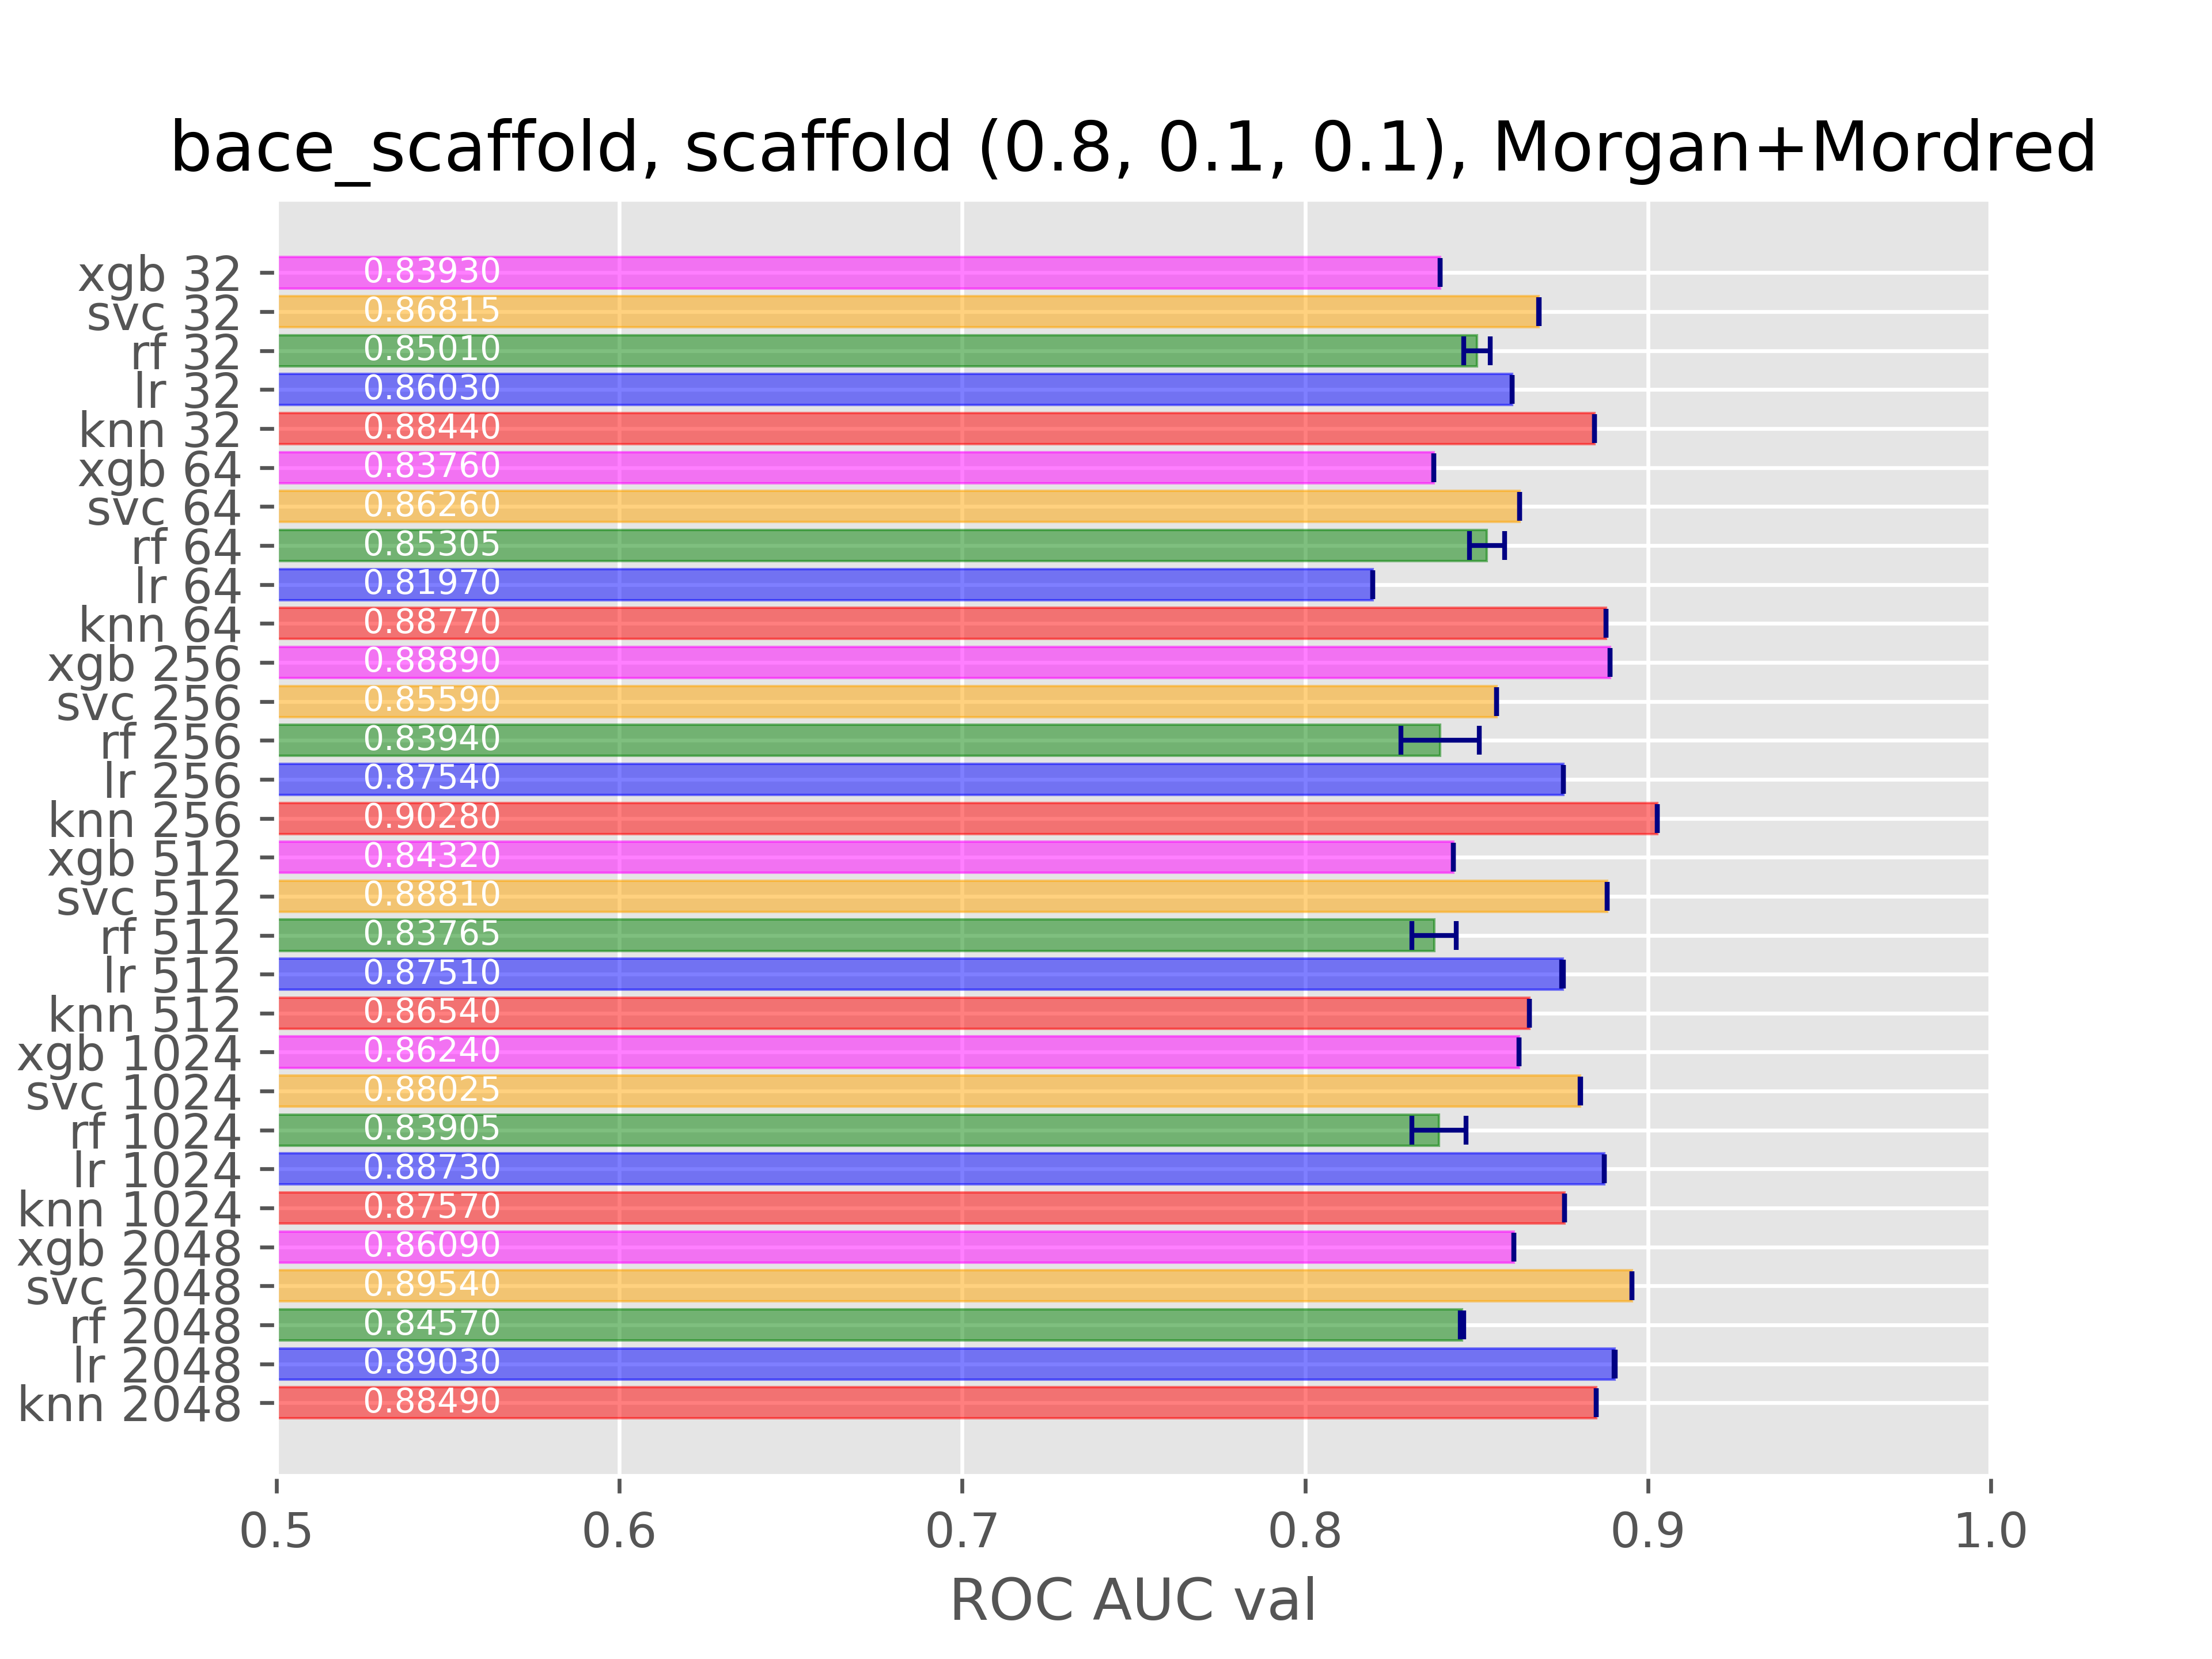 bace_scaffold, scaffold (0.8, 0.1, 0.1), Morgan+Mordred
xgb 32 0.83930
svc 32 0.86815
rf 32 0.85010
lr 32 0.86030
knn 32 0.88440
xgb 64 0.83760
svc 64 0.86260
rf 64 0.85305
lr 64 0.81970
knn 64 0.88770
xgb 256 0.88890
svc 256 0.85590
rf 256 0.83940
lr 256 0.87540
knn 256 0.90280
xgb 512 0.84320
svc 512 0.88810
rf 512 0.83765
lr 512 0.87510
knn 512 0.86540
xgb 1024 0.86240
svc 1024 0.88025
rf 1024 0.83905
lr 1024 0.88730
knn 1024 0.87570
xgb 2048 0.86090
svc 2048 0.89540
rf 2048 0.84570
lr 2048 0.89030
knn 2048 0.88490
0.5 0.6 0.7 0.8 0.9 1.0
ROC AUC val